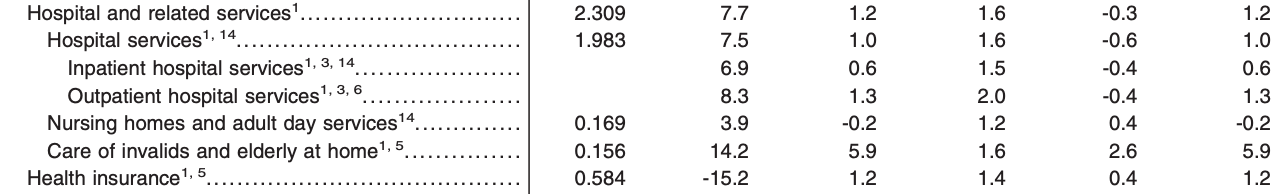 Hospital and related services¹.............................. 2.309 7.7 1.2 1.6 -0.3 1.2
Hospital services¹, ¹⁴..................................... 1.983 7.5 1.0 1.6 -0.6 1.0
Inpatient hospital services¹, ³, ¹⁴...................... 6.9 0.6 1.5 -0.4 0.6
Outpatient hospital services¹, ³, ⁶..................... 8.3 1.3 2.0 -0.4 1.3
Nursing homes and adult day services¹⁴.............. 0.169 3.9 -0.2 1.2 0.4 -0.2
Care of invalids and elderly at home¹, ⁵............... 0.156 14.2 5.9 1.6 2.6 5.9
Health insurance¹, ⁵......................................... 0.584 -15.2 1.2 1.4 0.4 1.2